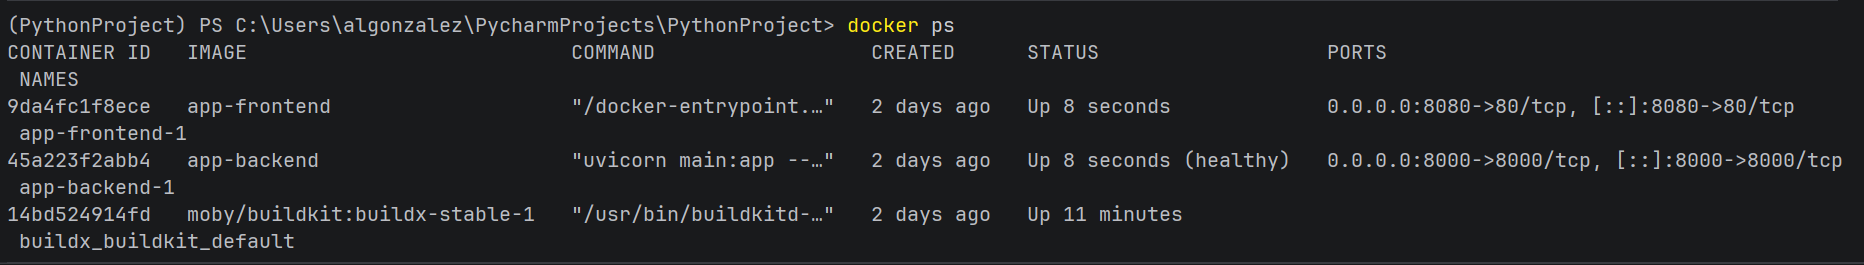 (PythonProject) PS C:\Users\algonzalez\PycharmProjects\PythonProject> docker ps
CONTAINER ID   IMAGE                           COMMAND                  CREATED      STATUS                   PORTS
 NAMES
9da4fc1f8ece   app-frontend                    "/docker-entrypoint.…"   2 days ago   Up 8 seconds             0.0.0.0:8080->80/tcp, [::]:8080->80/tcp
 app-frontend-1
45a223f2abb4   app-backend                     "uvicorn main:app --…"   2 days ago   Up 8 seconds (healthy)   0.0.0.0:8000->8000/tcp, [::]:8000->8000/tcp
 app-backend-1
14bd524914fd   moby/buildkit:buildx-stable-1   "/usr/bin/buildkitd-…"   2 days ago   Up 11 minutes
 buildx_buildkit_default